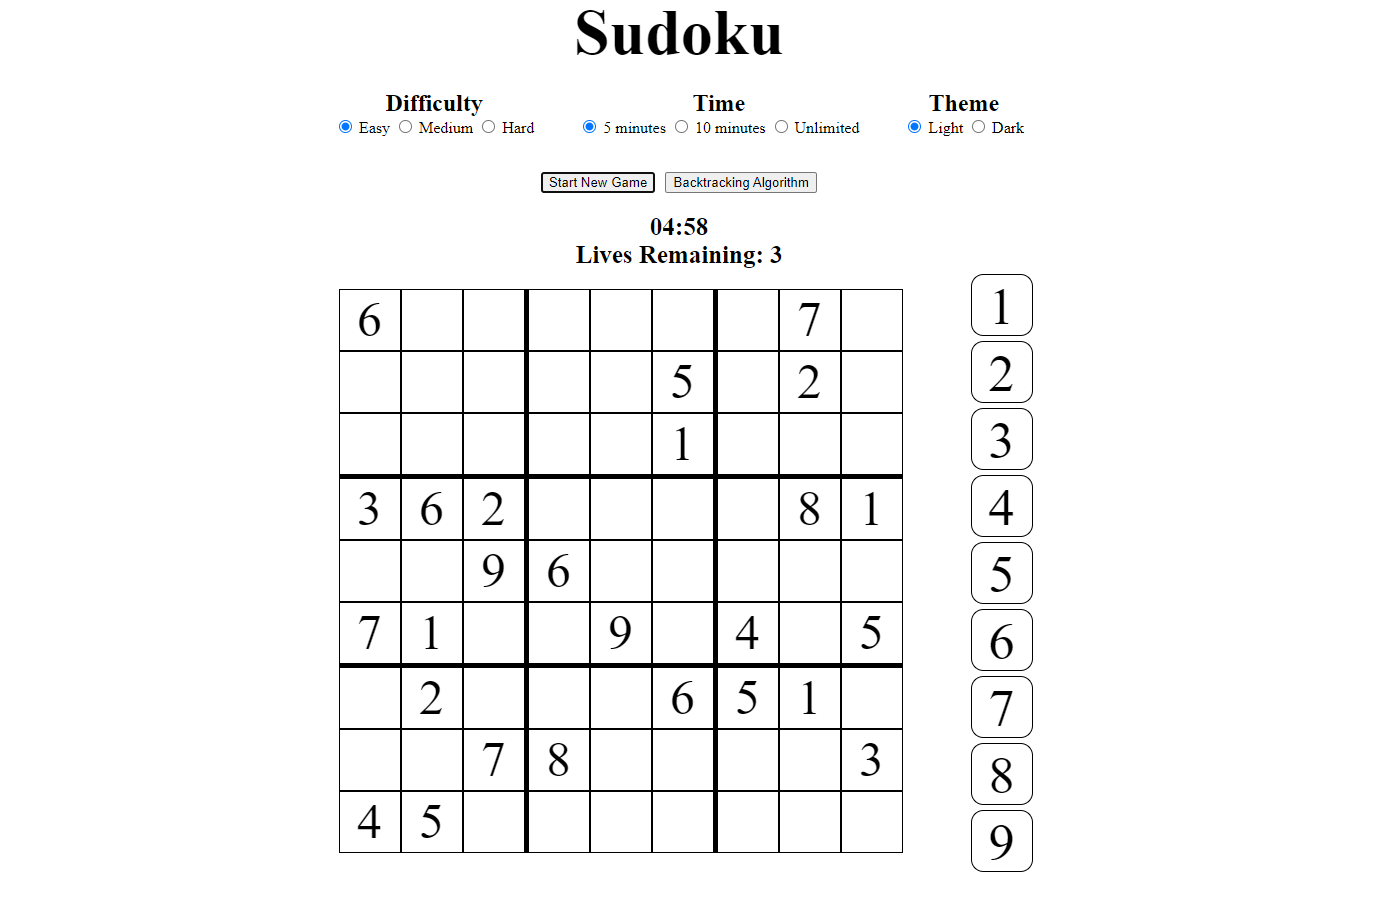 Sudoku
Difficulty Time Theme
Easy Medium Hard 5 minutes 10 minutes Unlimited Light Dark
Start New Game Backtracking Algorithm
04:58
Lives Remaining: 3
6 7
5 2
1
3 6 2 8 1
9 6
7 1 9 4 5
2 6 5 1
7 8 3
4 5
1
2
3
4
5
6
7
8
9